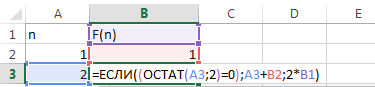 A B C D E
1 n F(n)
2 1 1
3 2 =ЕСЛИ((ОСТАТ(A3;2)=0);A3+B2;2*B1)